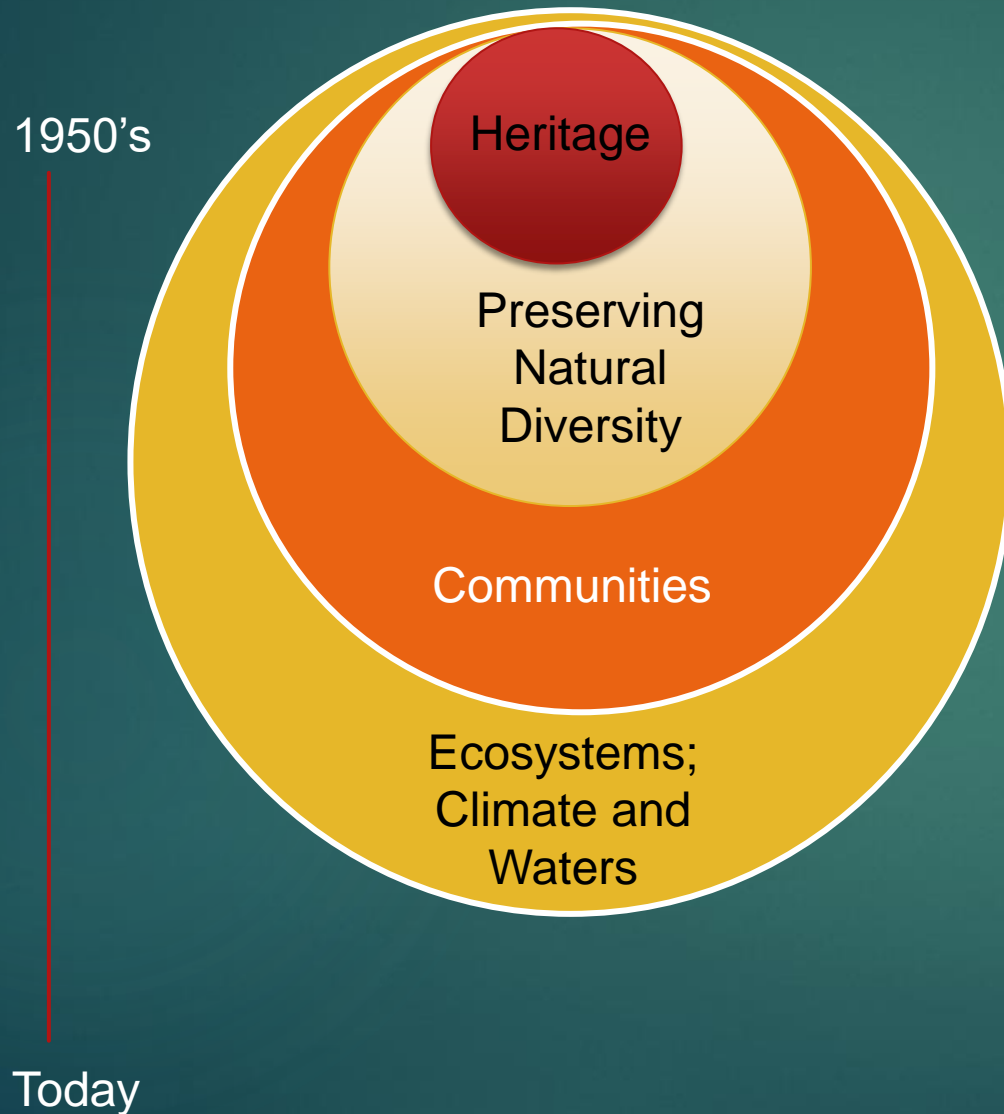 1950’s
Heritage
Preserving
Natural
Diversity
Communities
Ecosystems;
Climate and
Waters
Today